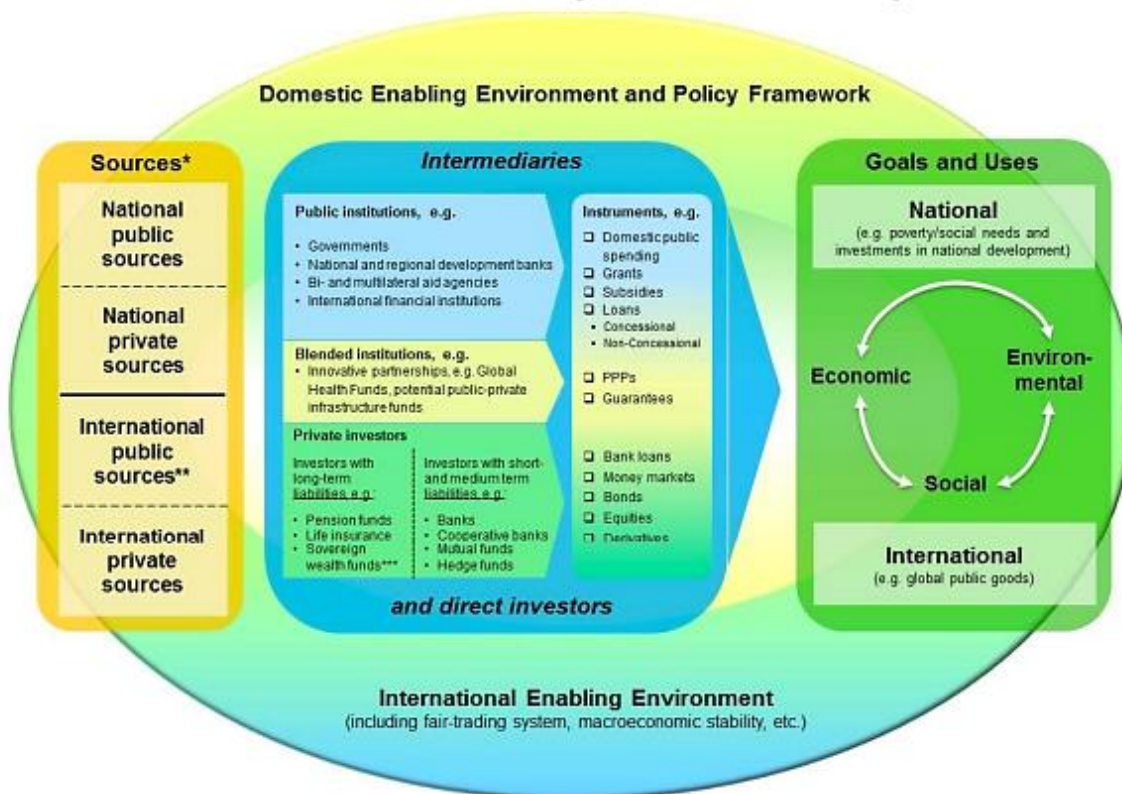 Domestic Enabling Environment and Policy Framework
Sources*
National
public
sources
National
private
sources
International
public
sources**
International
private
sources
Intermediaries
Public institutions, e.g.
• Governments
• National and regional development banks
• Bi- and multilateral aid agencies
• International financial institutions
Blended institutions, e.g.
• Innovative partnerships, e.g. Global
Health Funds, potential public-private
infrastructure funds
Private investors
Investors with
long-term
liabilities, e.g.:
• Pension funds
• Life insurance
• Sovereign
wealth funds***
Investors with short-
and medium term
liabilities, e.g.:
• Banks
• Cooperative banks
• Mutual funds
• Hedge funds
Instruments, e.g.
❑ Domestic public
spending
❑ Grants
❑ Subsidies
❑ Loans
• Concessional
• Non-Concessional
❑ PPPs
❑ Guarantees
❑ Bank loans
❑ Money markets
❑ Bonds
❑ Equities
❑ Derivatives
and direct investors
Goals and Uses
National
(e.g. poverty/social needs and
investments in national development)
Economic
Environ-
mental
Social
International
(e.g. global public goods)
International Enabling Environment
(including fair-trading system, macroeconomic stability, etc.)